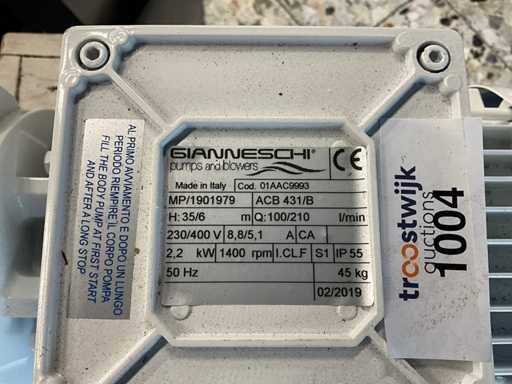 AL PRIMO AVVIAMENTO E DOPO UN LUNGO
PERIODO RIEMPIRE IL CORPO POMPA
FILL THE BODY PUMP AT FIRST START
AND AFTER A LONG STOP
GIANNESCHI
pumps and blowers
CE
Made in Italy Cod. 01AAC9993
MP/1901979 ACB 431/B
H: 35/6 m Q: 100/210 l/min
230/400 V 8,8/5,1 A CA
2,2 kW 1400 rpm I.CL.F S1 IP 55
50 Hz 45 kg
02/2019
troostwijk
auctions
1004